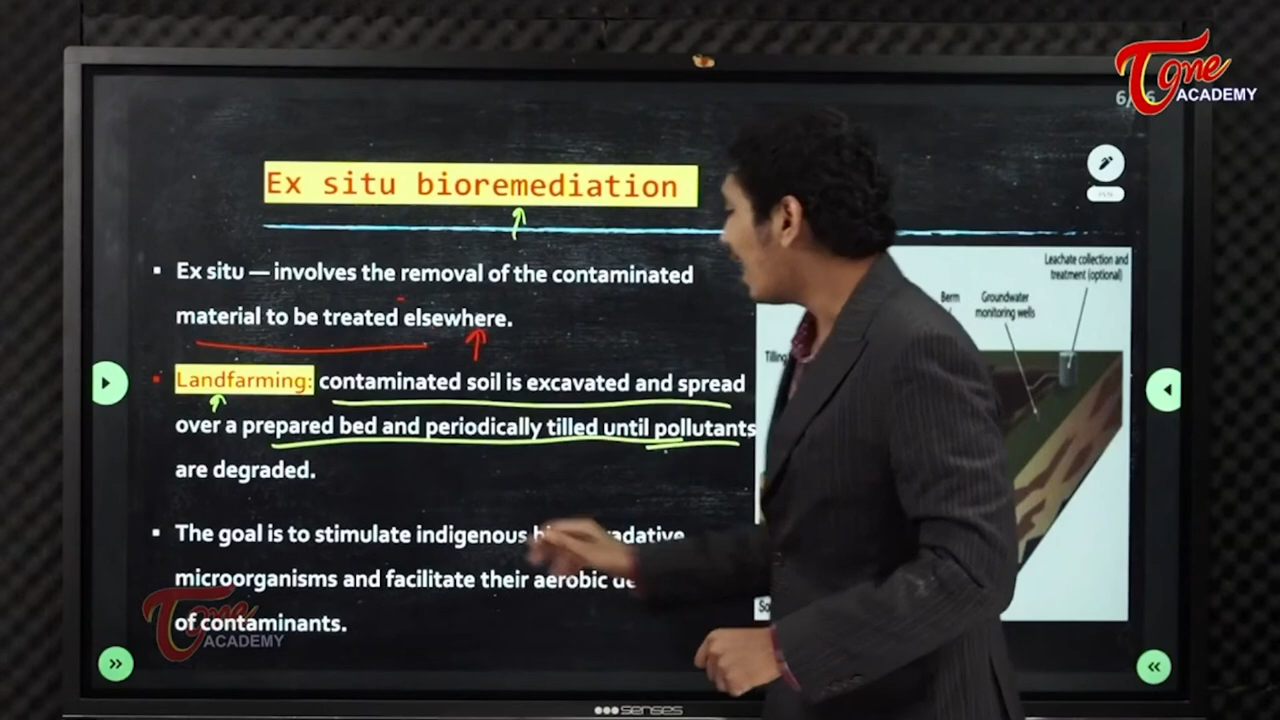 Tone
ACADEMY
Ex situ bioremediation
Ex situ — involves the removal of the contaminated
material to be treated elsewhere.
Landfarming: contaminated soil is excavated and spread
over a prepared bed and periodically tilled until pollutants
are degraded.
The goal is to stimulate indigenous
microorganisms and facilitate their aerobic
of contaminants.
Leachate collection and
treatment (optional)
Berm
Groundwater
monitoring wells
Tone
ACADEMY
senses